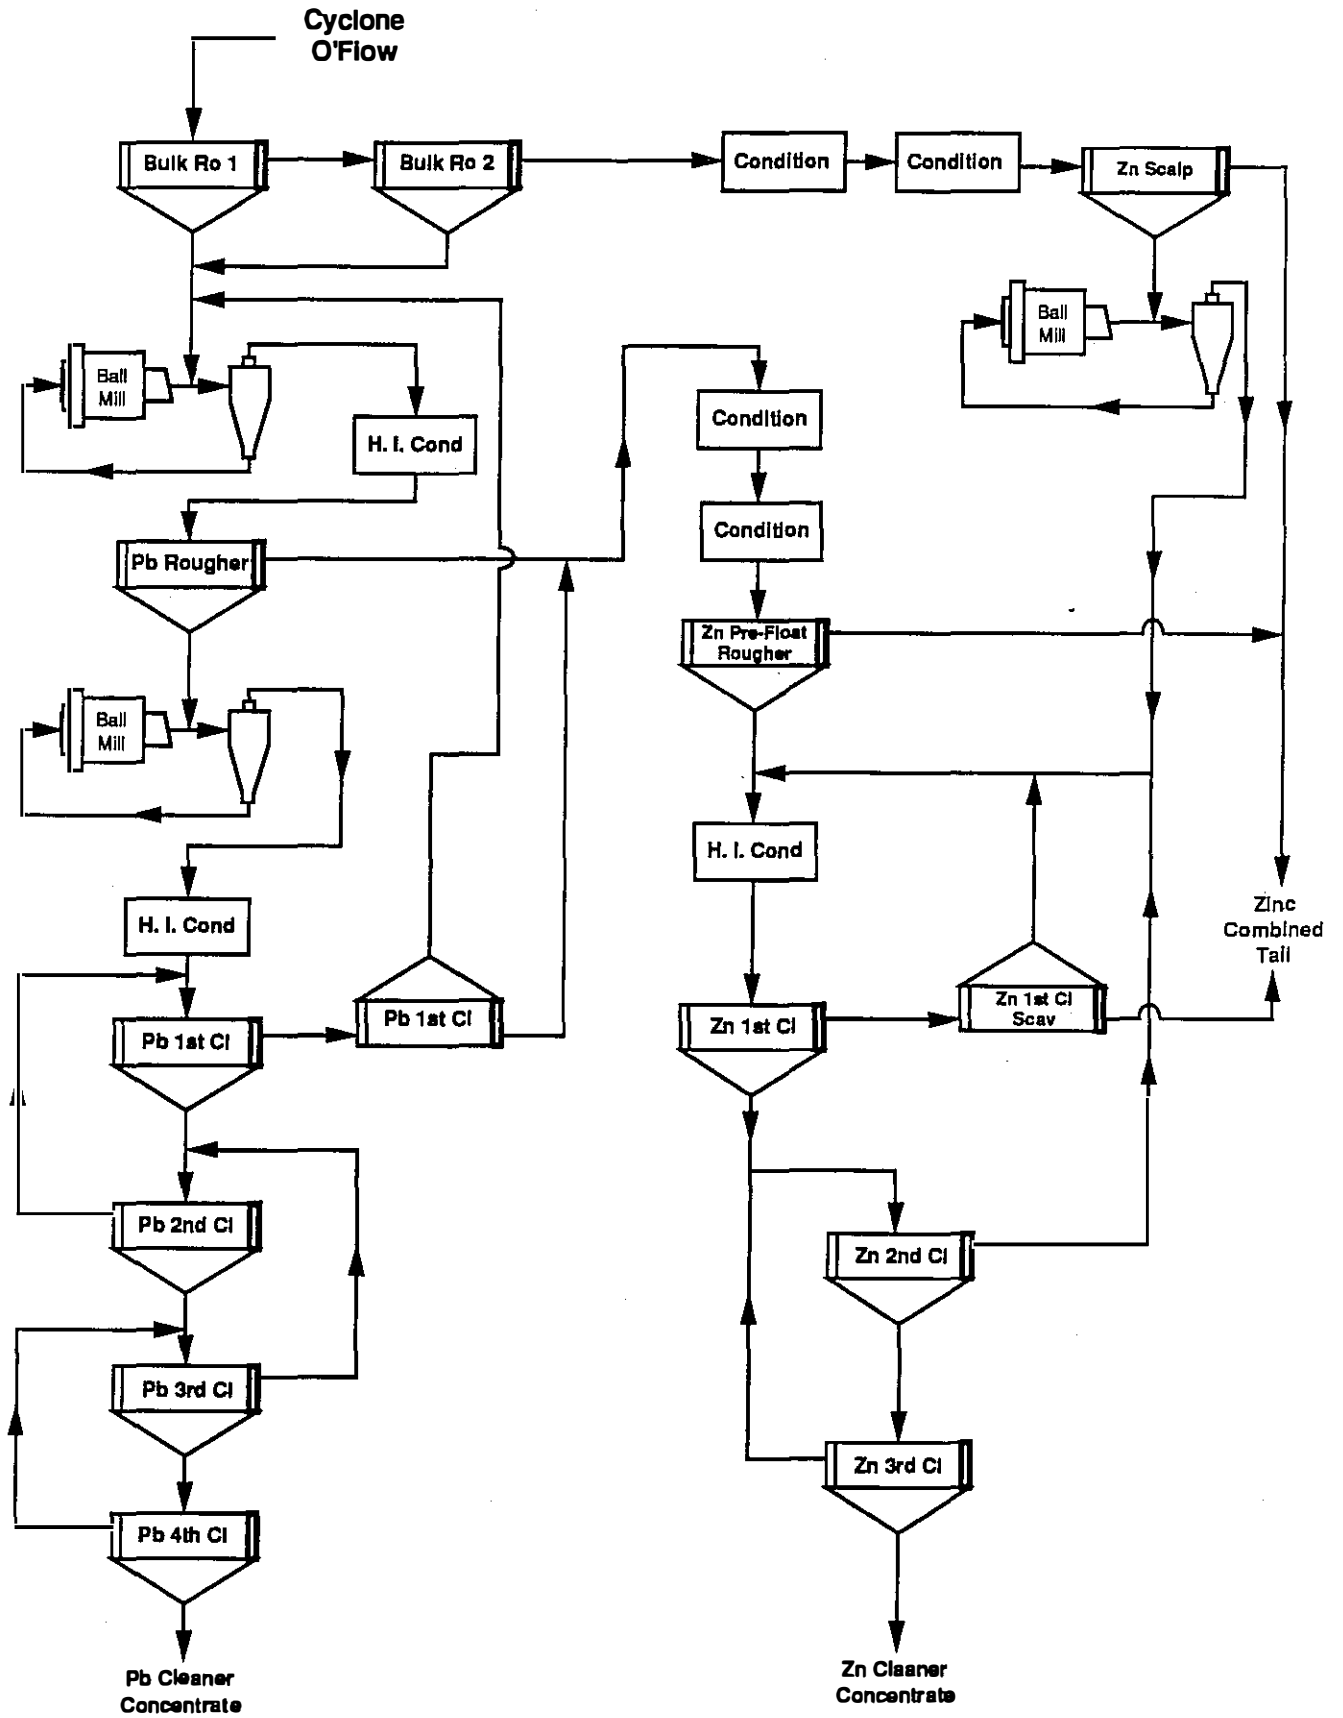 Cyclone
O'Flow
Bulk Ro 1
Bulk Ro 2
Condition
Condition
Zn Scalp
Ball
Mill
Ball
Mill
H. I. Cond
Condition
Condition
Pb Rougher
Zn Pre-Float
Rougher
Ball
Mill
H. I. Cond
H. I. Cond
Zinc
Combined
Tail
Pb 1st Cl
Pb 1st Cl
Zn 1st Cl
Zn 1st Cl
Scav
Pb 2nd Cl
Zn 2nd Cl
Pb 3rd Cl
Zn 3rd Cl
Pb 4th Cl
Pb Cleaner
Concentrate
Zn Claaner
Concentrate